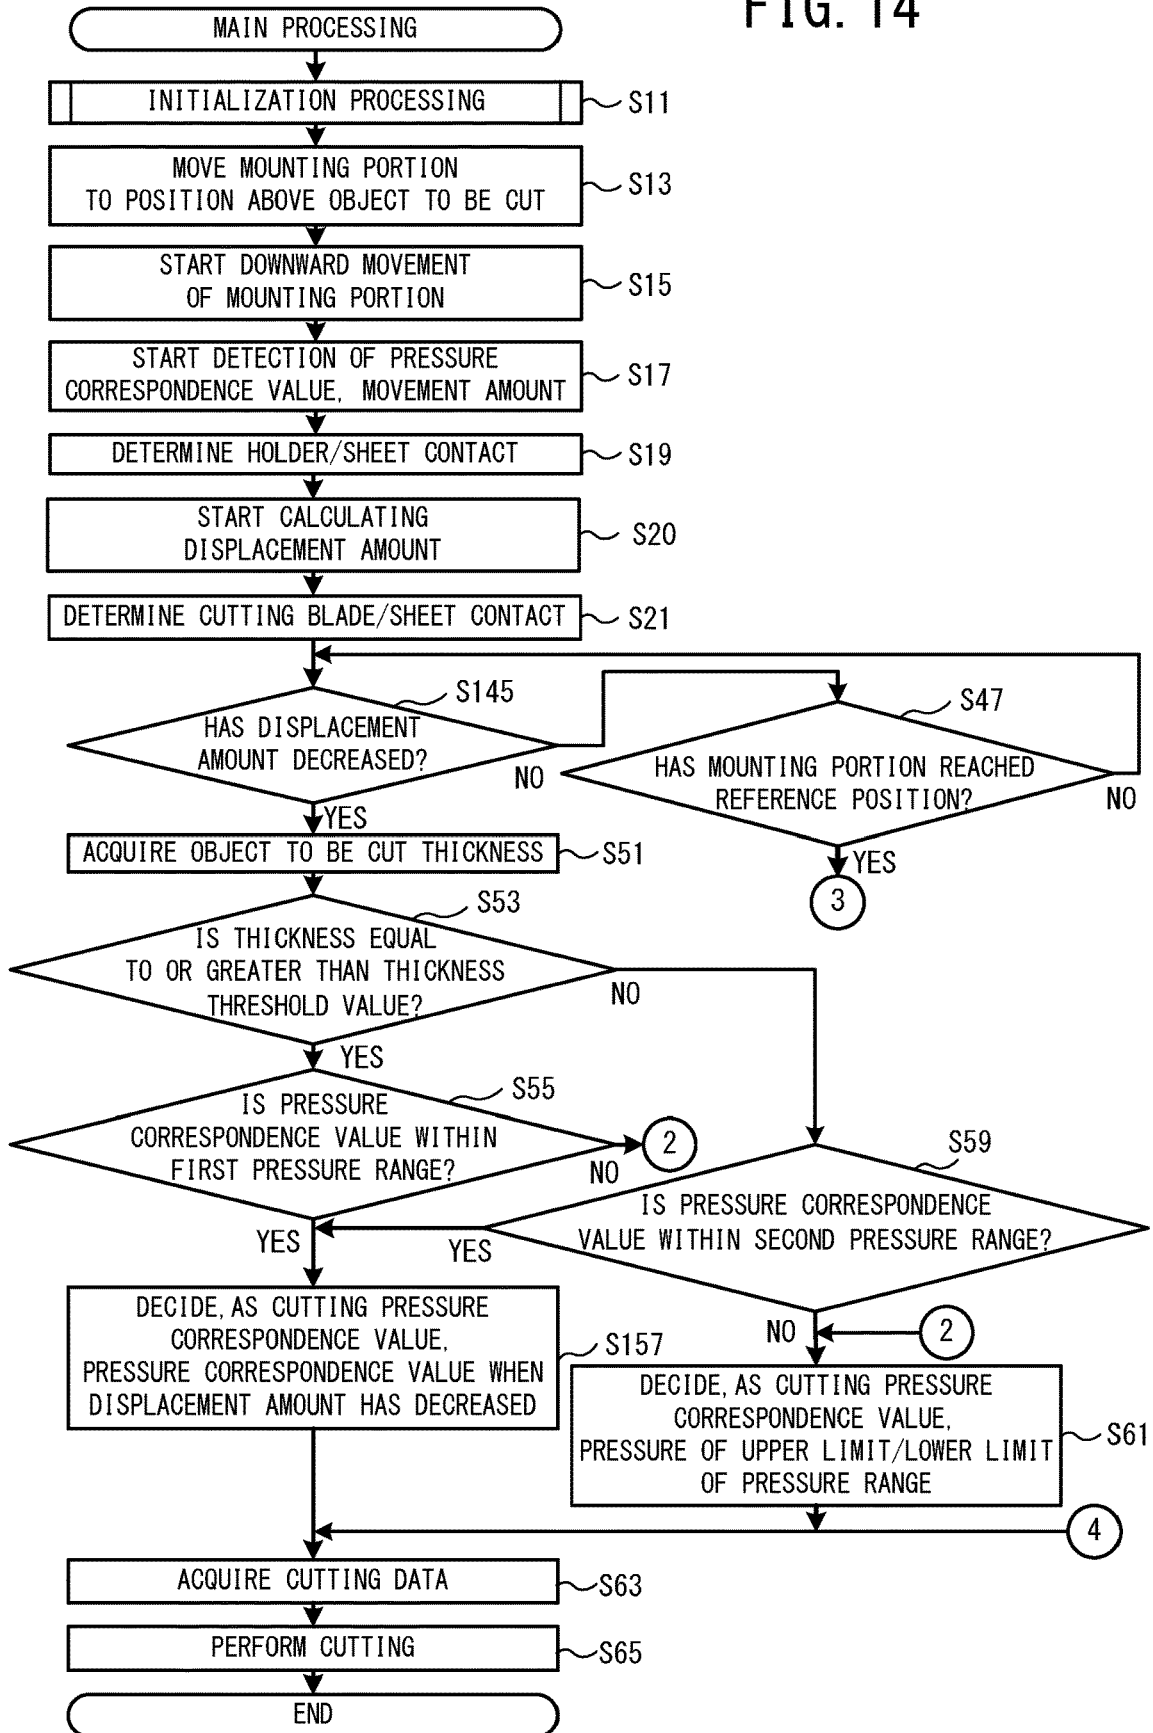 FIG. 14
MAIN PROCESSING
INITIALIZATION PROCESSING
S11
MOVE MOUNTING PORTION
TO POSITION ABOVE OBJECT TO BE CUT
S13
START DOWNWARD MOVEMENT
OF MOUNTING PORTION
S15
START DETECTION OF PRESSURE
CORRESPONDENCE VALUE, MOVEMENT AMOUNT
S17
DETERMINE HOLDER/SHEET CONTACT
S19
START CALCULATING
DISPLACEMENT AMOUNT
S20
DETERMINE CUTTING BLADE/SHEET CONTACT
S21
S145
HAS DISPLACEMENT
AMOUNT DECREASED?
NO
YES
S47
HAS MOUNTING PORTION REACHED
REFERENCE POSITION?
NO
YES
3
ACQUIRE OBJECT TO BE CUT THICKNESS
S51
S53
IS THICKNESS EQUAL
TO OR GREATER THAN THICKNESS
THRESHOLD VALUE?
NO
YES
S55
IS PRESSURE
CORRESPONDENCE VALUE WITHIN
FIRST PRESSURE RANGE?
NO
2
YES
S59
IS PRESSURE CORRESPONDENCE
VALUE WITHIN SECOND PRESSURE RANGE?
YES
NO
2
DECIDE, AS CUTTING PRESSURE
CORRESPONDENCE VALUE,
PRESSURE CORRESPONDENCE VALUE WHEN
DISPLACEMENT AMOUNT HAS DECREASED
S157
DECIDE, AS CUTTING PRESSURE
CORRESPONDENCE VALUE,
PRESSURE OF UPPER LIMIT/LOWER LIMIT
OF PRESSURE RANGE
S61
4
ACQUIRE CUTTING DATA
S63
PERFORM CUTTING
S65
END